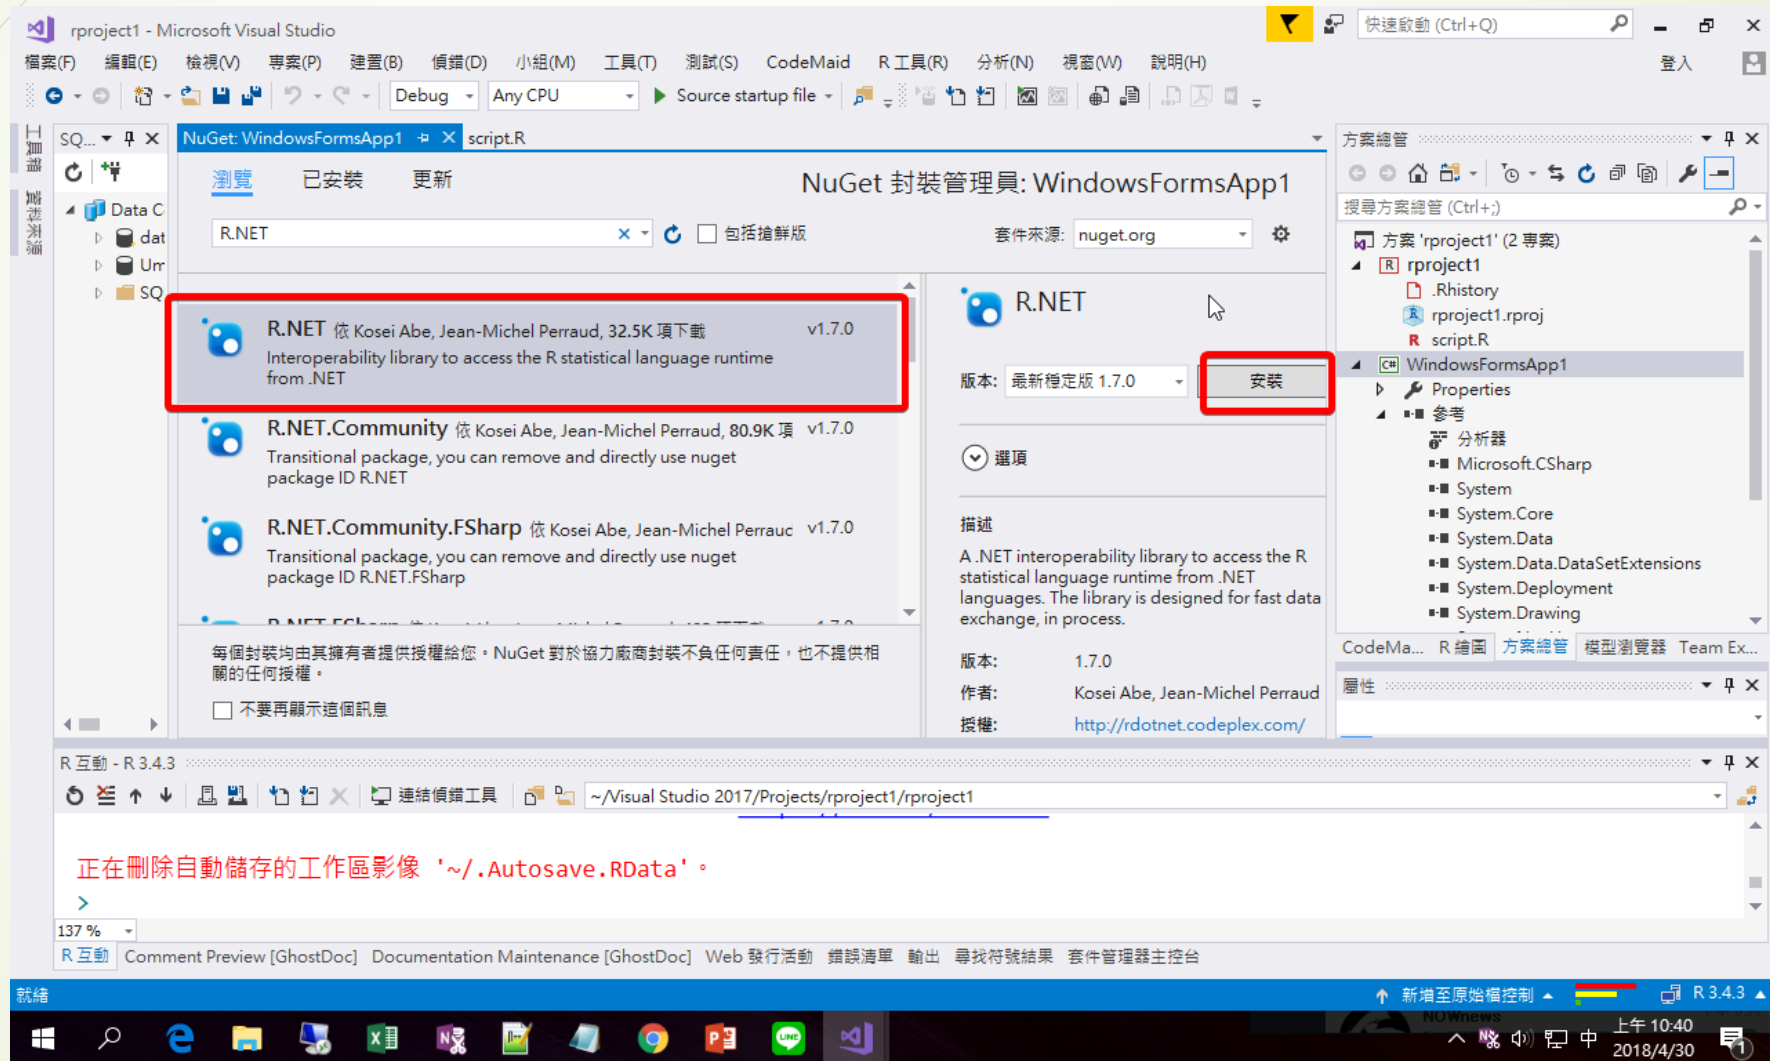 rproject1 - Microsoft Visual Studio
快速啟動 (Ctrl+Q)
檔案(F) 編輯(E) 檢視(V) 專案(P) 建置(B) 偵錯(D) 小組(M) 工具(T) 測試(S) CodeMaid R 工具(R) 分析(N) 視窗(W) 說明(H)
登入
Debug Any CPU Source startup file
工具箱
資料來源
SQ...
Data C
dat
Um
SQ
NuGet: WindowsFormsApp1 script.R
瀏覽 已安裝 更新
NuGet 封裝管理員: WindowsFormsApp1
R.NET
包括搶鮮版
套件來源: nuget.org
R.NET 依 Kosei Abe, Jean-Michel Perraud, 32.5K 項下載 v1.7.0
Interoperability library to access the R statistical language runtime
from .NET
R.NET.Community 依 Kosei Abe, Jean-Michel Perraud, 80.9K 項 v1.7.0
Transitional package, you can remove and directly use nuget
package ID R.NET
R.NET.Community.FSharp 依 Kosei Abe, Jean-Michel Perraud v1.7.0
Transitional package, you can remove and directly use nuget
package ID R.NET.FSharp
每個封裝均由其擁有者提供授權給您。NuGet 對於協力廠商封裝不負任何責任，也不提供相
關的任何授權。
不要再顯示這個訊息
R.NET
版本: 最新穩定版 1.7.0 安裝
選項
描述
A .NET interoperability library to access the R
statistical language runtime from .NET
languages. The library is designed for fast data
exchange, in process.
版本: 1.7.0
作者: Kosei Abe, Jean-Michel Perraud
授權: http://rdotnet.codeplex.com/
方案總管
搜尋方案總管 (Ctrl+;)
方案 'rproject1' (2 專案)
rproject1
.Rhistory
rproject1.rproj
script.R
WindowsFormsApp1
Properties
參考
分析器
Microsoft.CSharp
System
System.Core
System.Data
System.Data.DataSetExtensions
System.Deployment
System.Drawing
CodeMa... R 繪圖 方案總管 模型瀏覽器 Team Ex...
屬性
R 互動 - R 3.4.3
連結偵錯工具 ~/Visual Studio 2017/Projects/rproject1/rproject1
正在刪除自動儲存的工作區影像 '~/.Autosave.RData'。
>
137 %
R 互動 Comment Preview [GhostDoc] Documentation Maintenance [GhostDoc] Web 發行活動 錯誤清單 輸出 尋找符號結果 套件管理器主控台
就緒
新增至原始檔控制 R 3.4.3
NOWnews
中
上午 10:40
2018/4/30
1